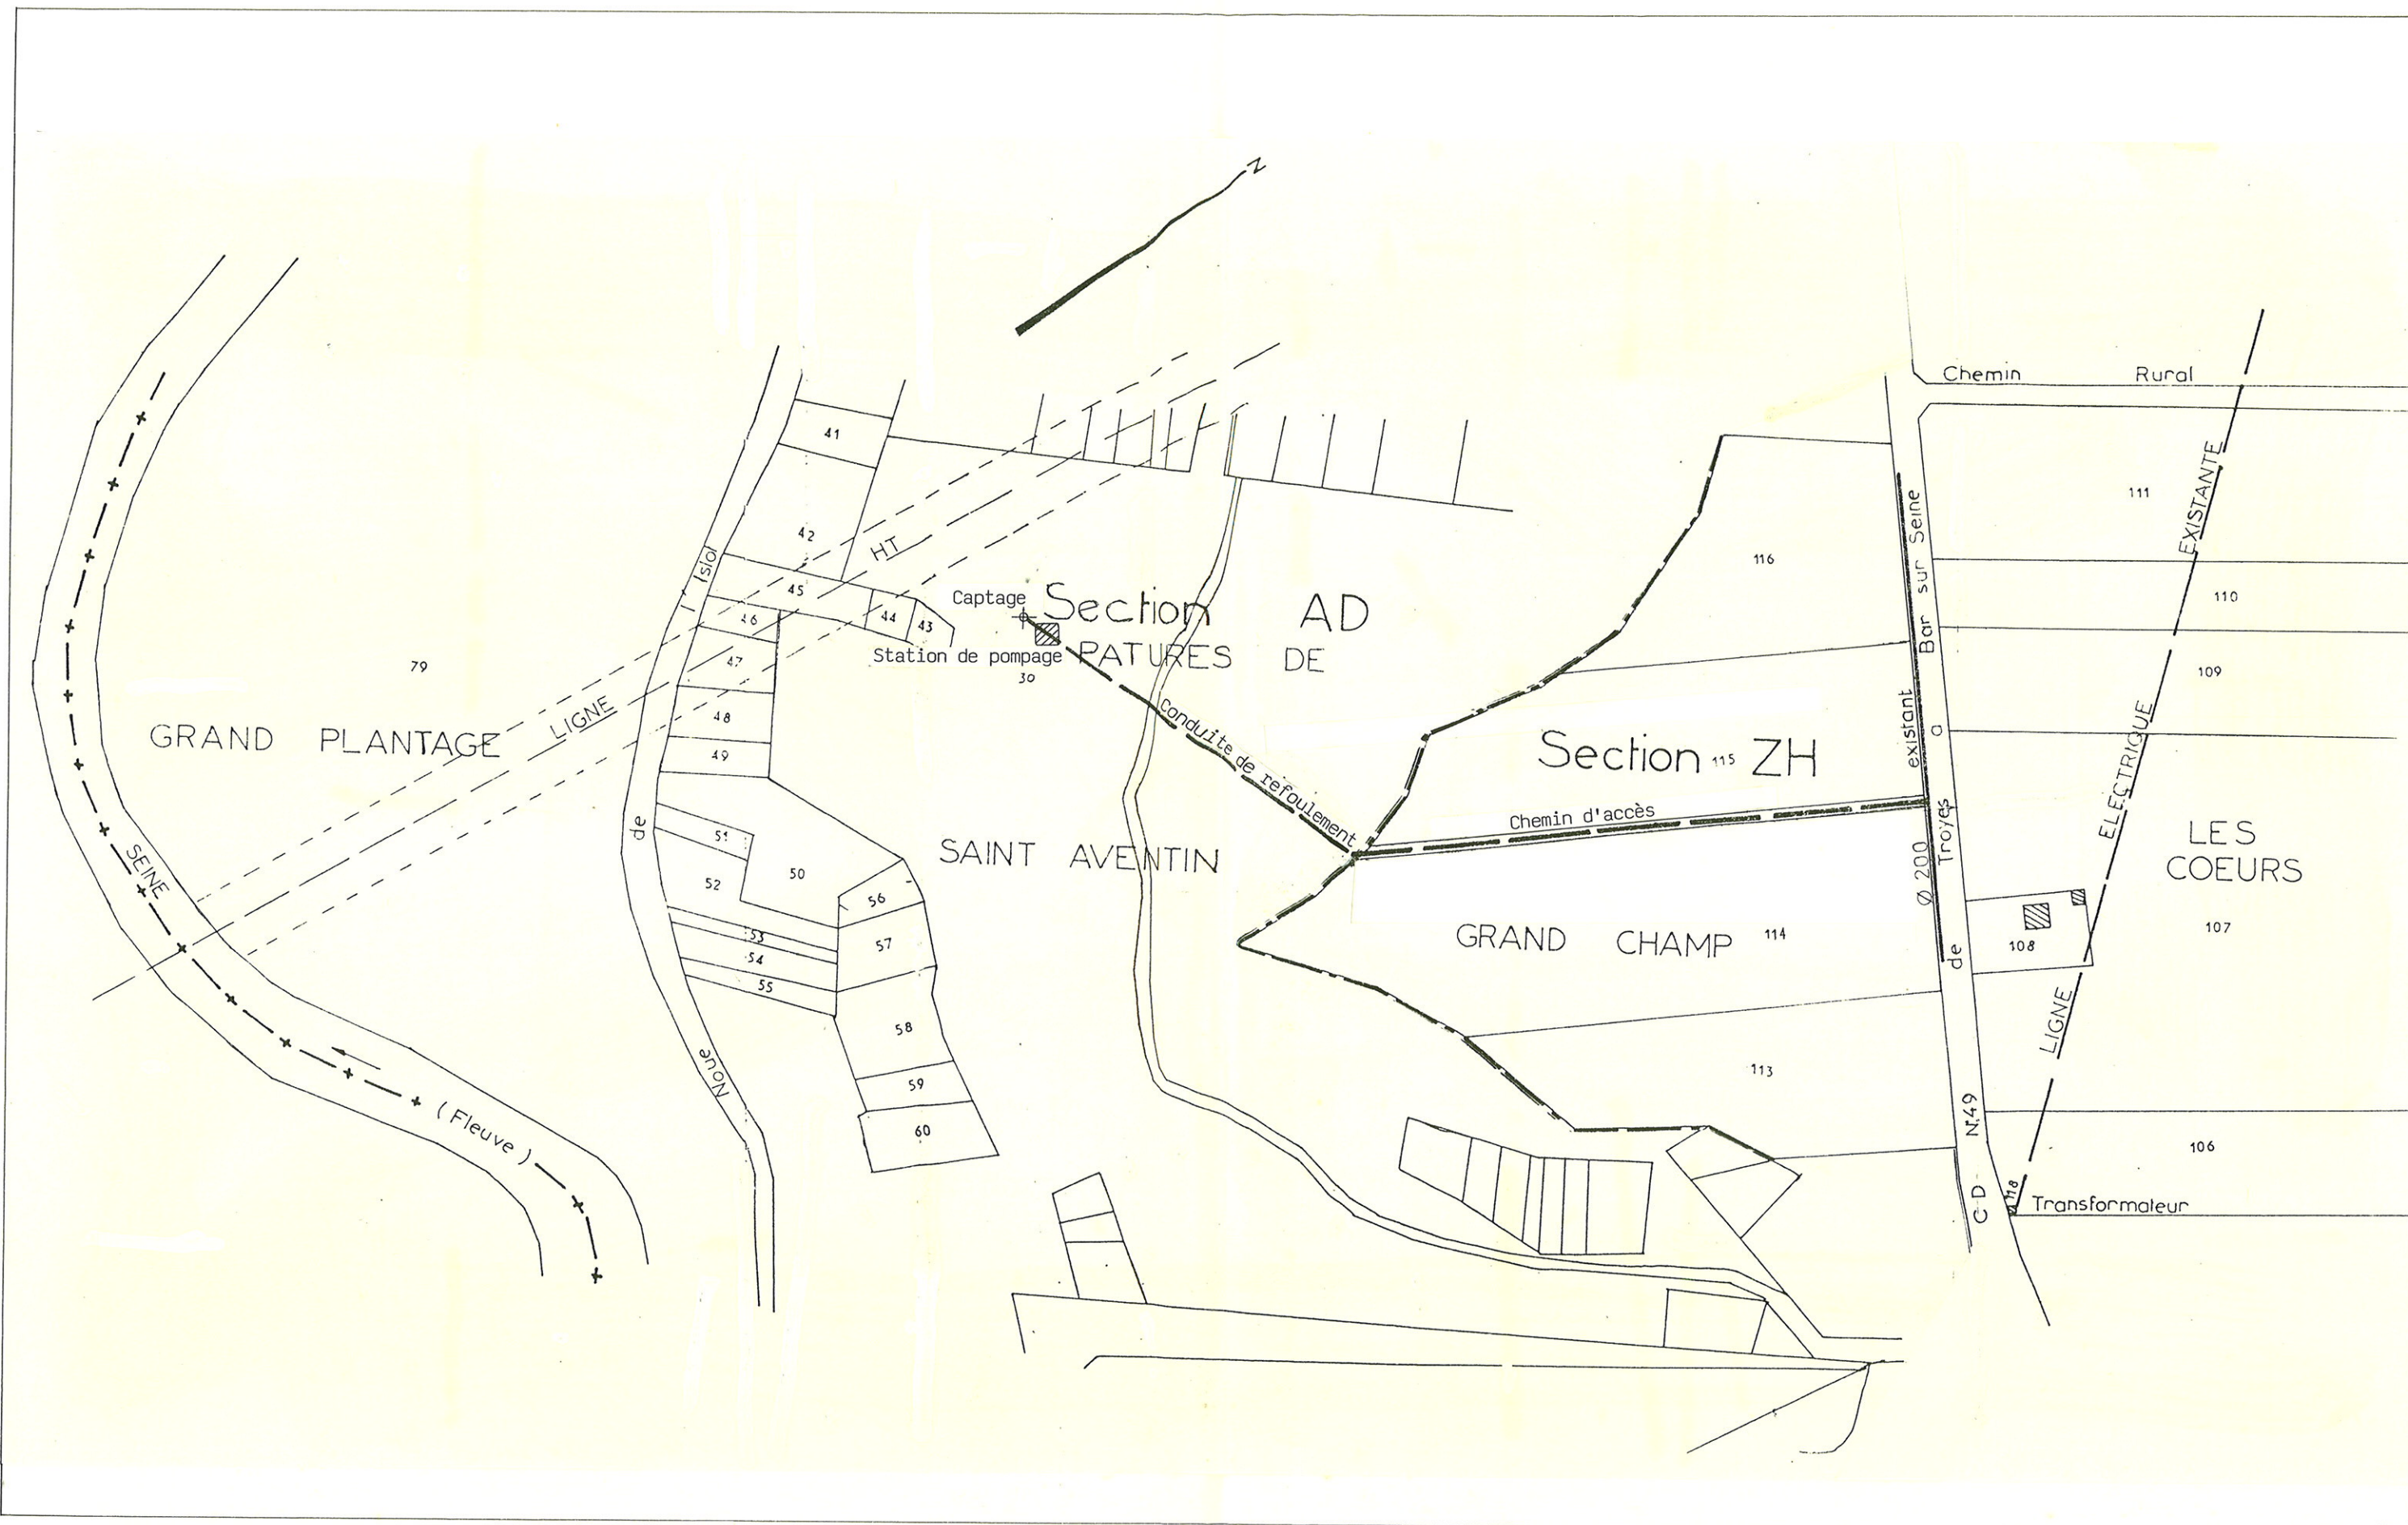 N
Chemin Rural
41
111
EXISTANTE
42
HT
116
Bar sur Seine
Islol
45
110
Captage
Section AD
46
44
43
Station de pompage
PATURES DE
47
79
30
109
48
Conduite de refoulement
LIGNE
GRAND PLANTAGE
49
Section ZH
115
existant
a
ELECTRIQUE
Chemin d'accès
de
51
LES
COEURS
Troyes
SAINT AVENTIN
50
52
SEINE
Ø 200
56
53
57
GRAND CHAMP
114
107
108
54
de
55
LIGNE
58
Noue
113
59
(Fleuve)
60
N.49
106
C-D-
118
Transformateur